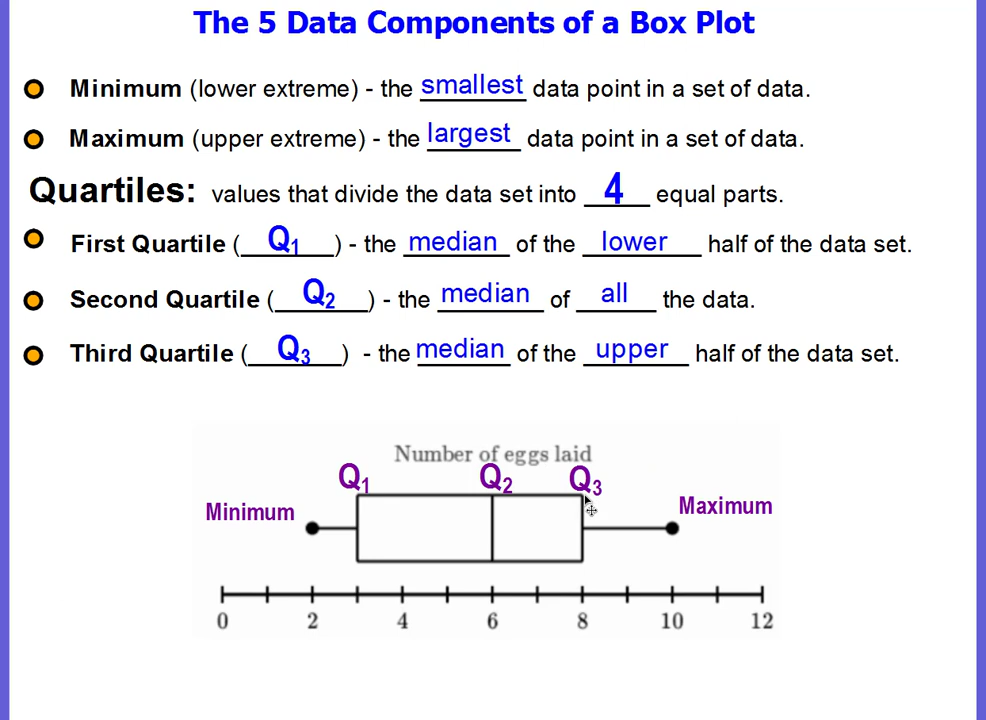 The 5 Data Components of a Box Plot
Minimum (lower extreme) - the smallest data point in a set of data.
Maximum (upper extreme) - the largest data point in a set of data.
Quartiles: values that divide the data set into 4 equal parts.
First Quartile (Q₁) - the median of the lower half of the data set.
Second Quartile (Q₂) - the median of all the data.
Third Quartile (Q₃) - the median of the upper half of the data set.
Number of eggs laid
Q₁ Q₂ Q₃
Minimum Maximum
0 2 4 6 8 10 12